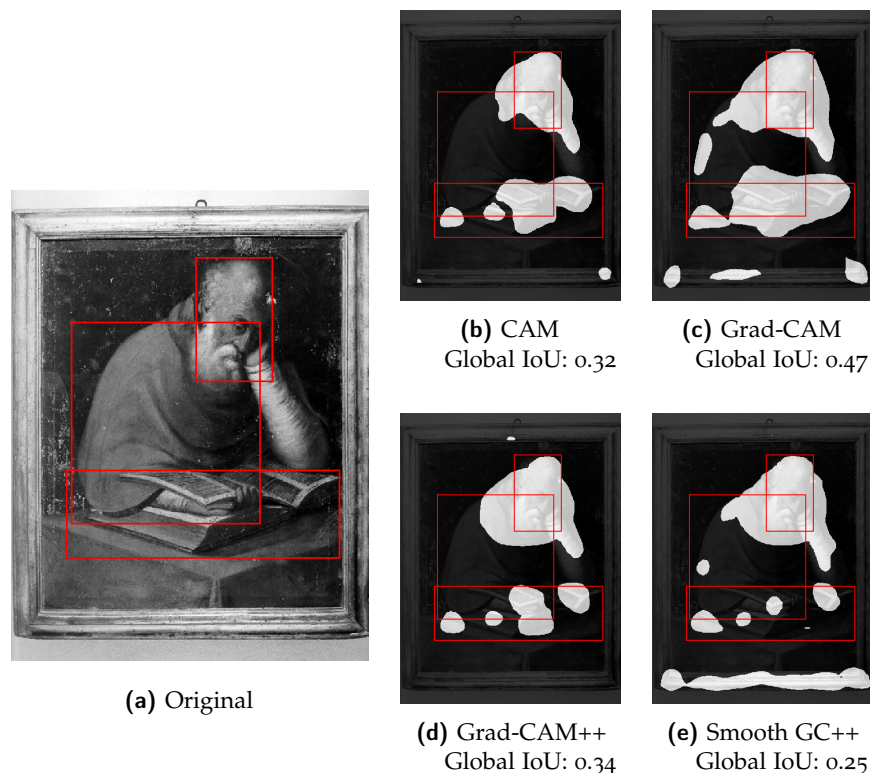 (b) CAM
Global IoU: 0.32
(c) Grad-CAM
Global IoU: 0.47
(a) Original
(d) Grad-CAM++
Global IoU: 0.34
(e) Smooth GC++
Global IoU: 0.25